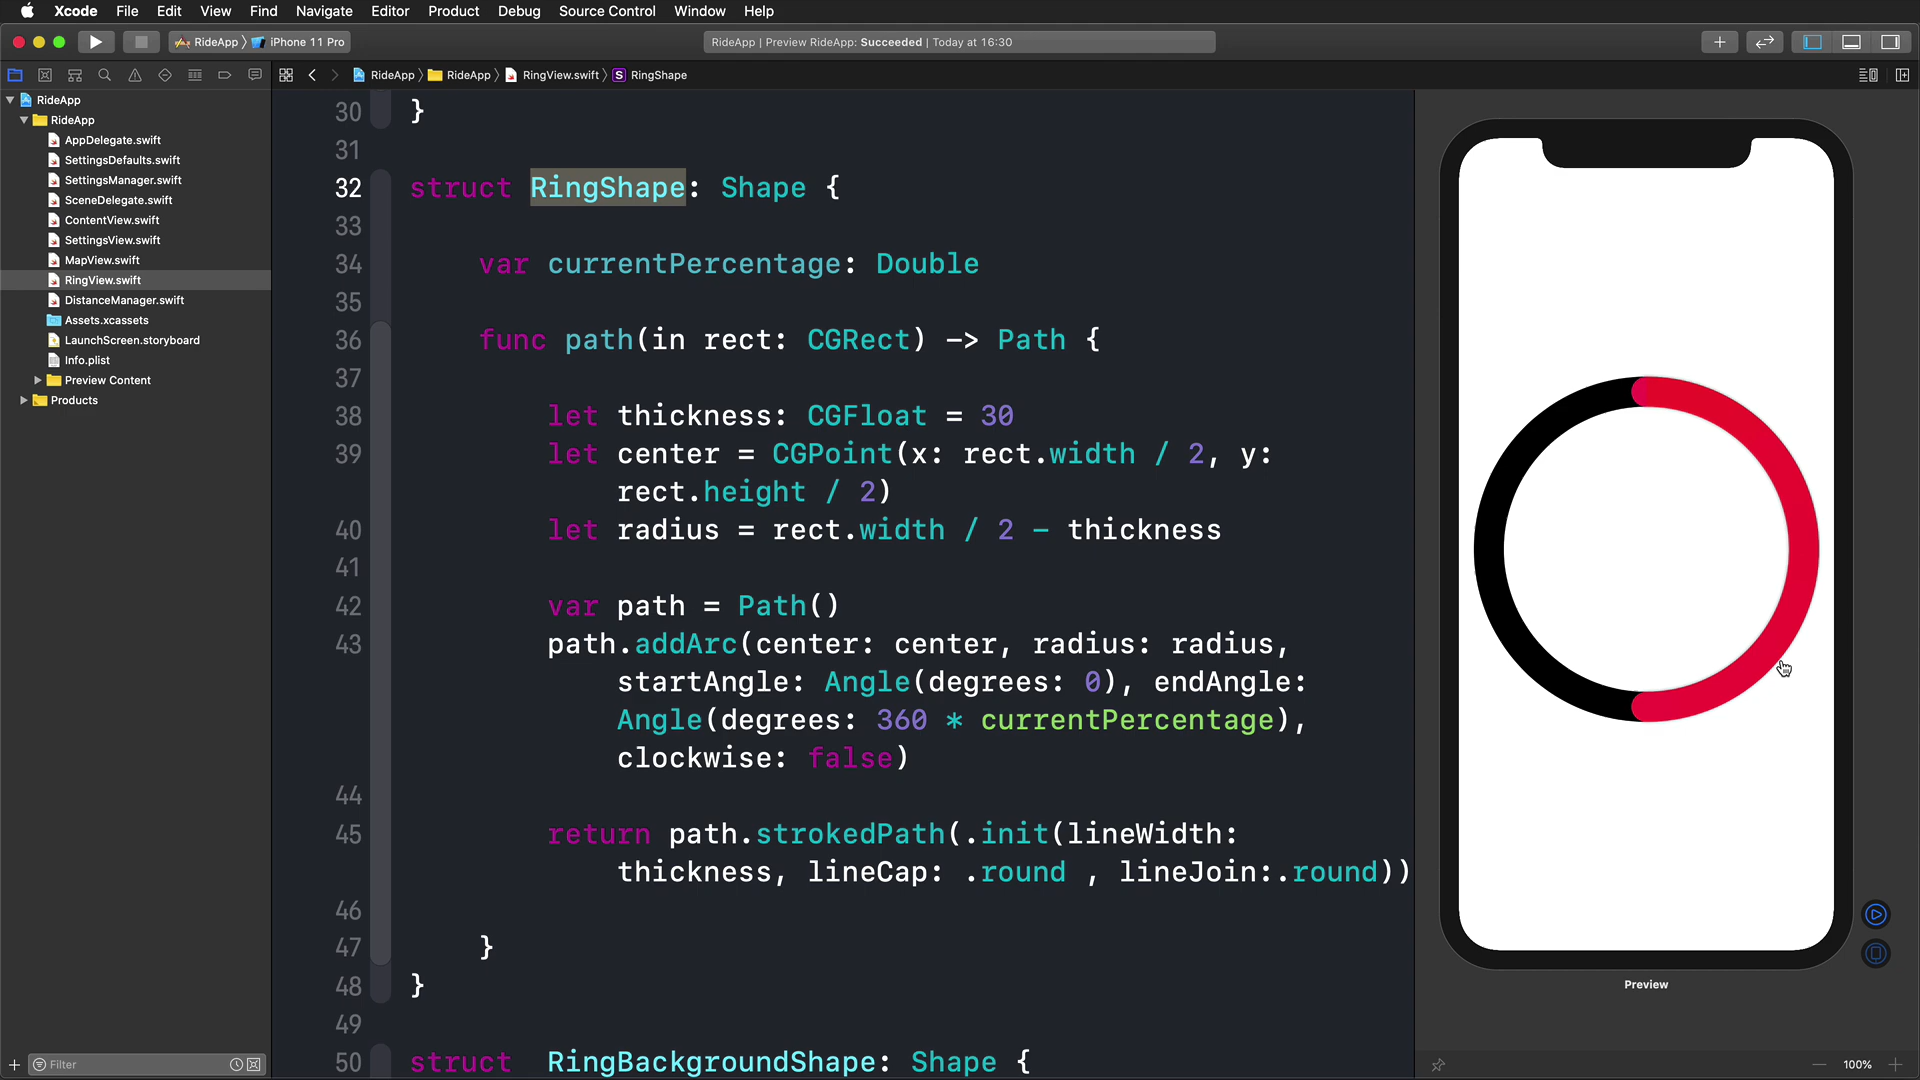 Xcode File Edit View Find Navigate Editor Product Debug Source Control Window Help
RideApp iPhone 11 Pro
RideApp | Preview RideApp: Succeeded | Today at 16:30
RideApp RideApp RingView.swift S RingShape
RideApp
RideApp
AppDelegate.swift
SettingsDefaults.swift
SettingsManager.swift
SceneDelegate.swift
ContentView.swift
SettingsView.swift
MapView.swift
RingView.swift
DistanceManager.swift
Assets.xcassets
LaunchScreen.storyboard
Info.plist
Preview Content
Products
Filter
30 }
31
32 struct RingShape: Shape {
33
34 var currentPercentage: Double
35
36 func path(in rect: CGRect) -> Path {
37
38 let thickness: CGFloat = 30
39 let center = CGPoint(x: rect.width / 2, y:
rect.height / 2)
40 let radius = rect.width / 2 - thickness
41
42 var path = Path()
43 path.addArc(center: center, radius: radius,
startAngle: Angle(degrees: 0), endAngle:
Angle(degrees: 360 * currentPercentage),
clockwise: false)
44
45 return path.strokedPath(.init(lineWidth:
thickness, lineCap: .round , lineJoin:.round))
46
47 }
48 }
49
50 struct RingBackgroundShape: Shape {
Preview
100%